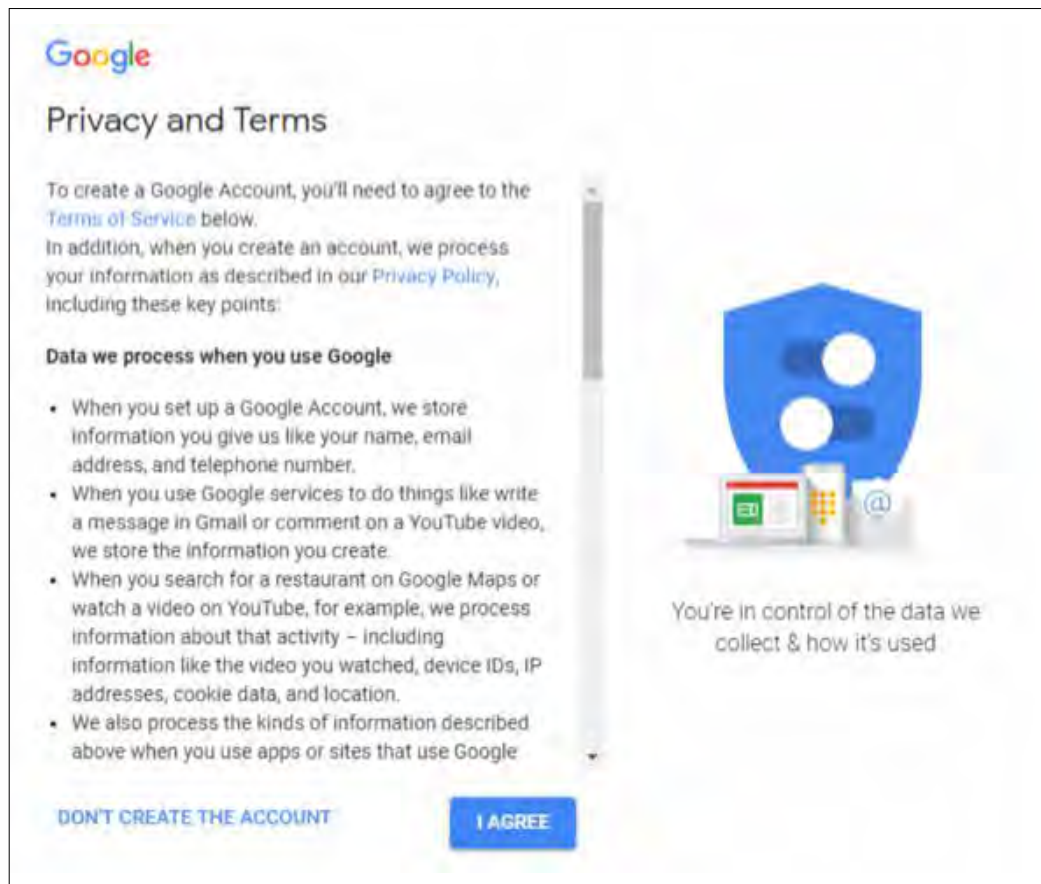 Google
Privacy and Terms
To create a Google Account, you'll need to agree to the
Terms of Service below.
In addition, when you create an account, we process
your information as described in our Privacy Policy,
including these key points:
Data we process when you use Google
• When you set up a Google Account, we store
information you give us like your name, email
address, and telephone number.
• When you use Google services to do things like write
a message in Gmail or comment on a YouTube video,
we store the information you create.
• When you search for a restaurant on Google Maps or
watch a video on YouTube, for example, we process
information about that activity – including
information like the video you watched, device IDs, IP
addresses, cookie data, and location.
• We also process the kinds of information described
above when you use apps or sites that use Google
DON'T CREATE THE ACCOUNT
I AGREE
@
You're in control of the data we
collect & how it's used